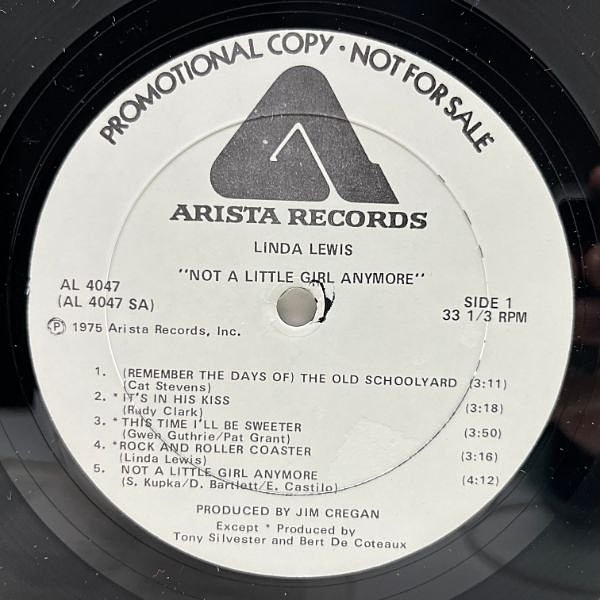 PROMOTIONAL COPY · NOT FOR SALE
ARISTA RECORDS
LINDA LEWIS
"NOT A LITTLE GIRL ANYMORE"
AL 4047
(AL 4047 SA)
SIDE 1
33 1/3 RPM
Ⓟ 1975 Arista Records, Inc.
1. (REMEMBER THE DAYS OF) THE OLD SCHOOLYARD (3:11)
(Cat Stevens)
2. *IT'S IN HIS KISS (3:18)
(Rudy Clark)
3. *THIS TIME I'LL BE SWEETER (3:50)
(Gwen Guthrie/Pat Grant)
4. *ROCK AND ROLLER COASTER (3:16)
(Linda Lewis)
5. NOT A LITTLE GIRL ANYMORE (4:12)
(S. Kupka/D. Bartlett/E. Castilo)
PRODUCED BY JIM CREGAN
Except * Produced by
Tony Silvester and Bert De Coteaux